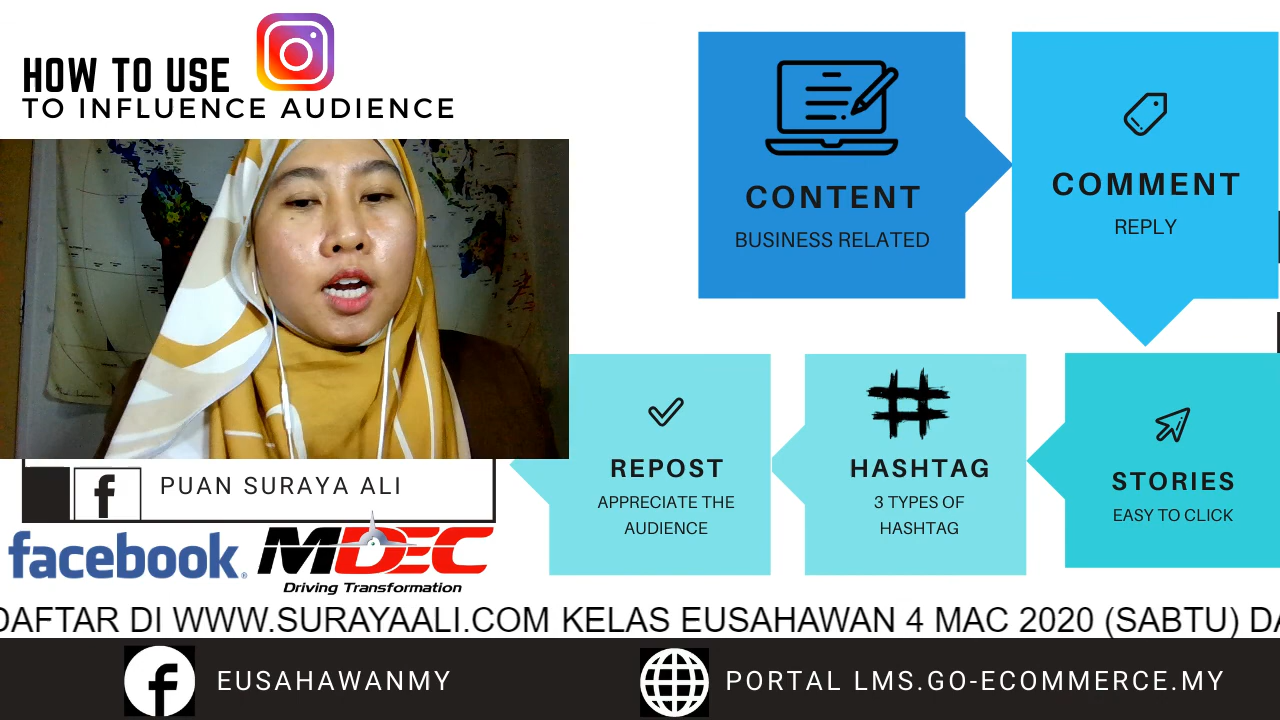 HOW TO USE
TO INFLUENCE AUDIENCE
CONTENT
BUSINESS RELATED
COMMENT
REPLY
STORIES
EASY TO CLICK
HASHTAG
3 TYPES OF
HASHTAG
REPOST
APPRECIATE THE
AUDIENCE
PUAN SURAYA ALI
facebook
MDEC
Driving Transformation
DAFTAR DI WWW.SURAYAALI.COM KELAS EUSAHAWAN 4 MAC 2020 (SABTU) DA
EUSAHAWANMY
PORTAL LMS.GO-ECOMMERCE.MY